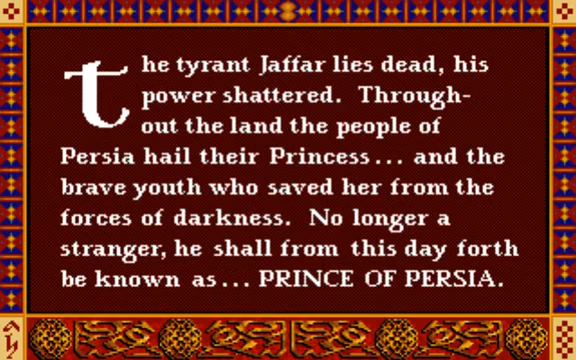 the tyrant Jaffar lies dead, his
power shattered.  Through-
out the land the people of
Persia hail their Princess... and the
brave youth who saved her from the
forces of darkness.  No longer a
stranger, he shall from this day forth
be known as... PRINCE OF PERSIA.